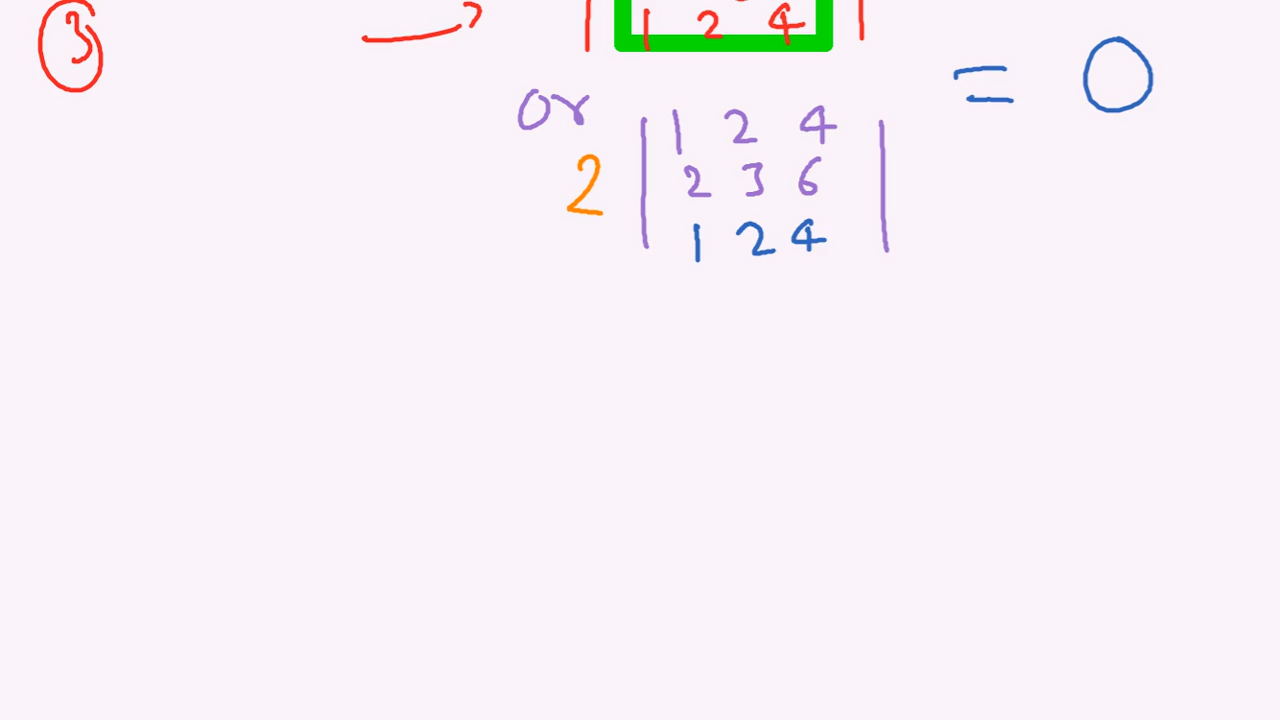 3 → | 1 2 4 |
or = 0
2 | 1 2 4 |
| 2 3 6 |
| 1 2 4 |